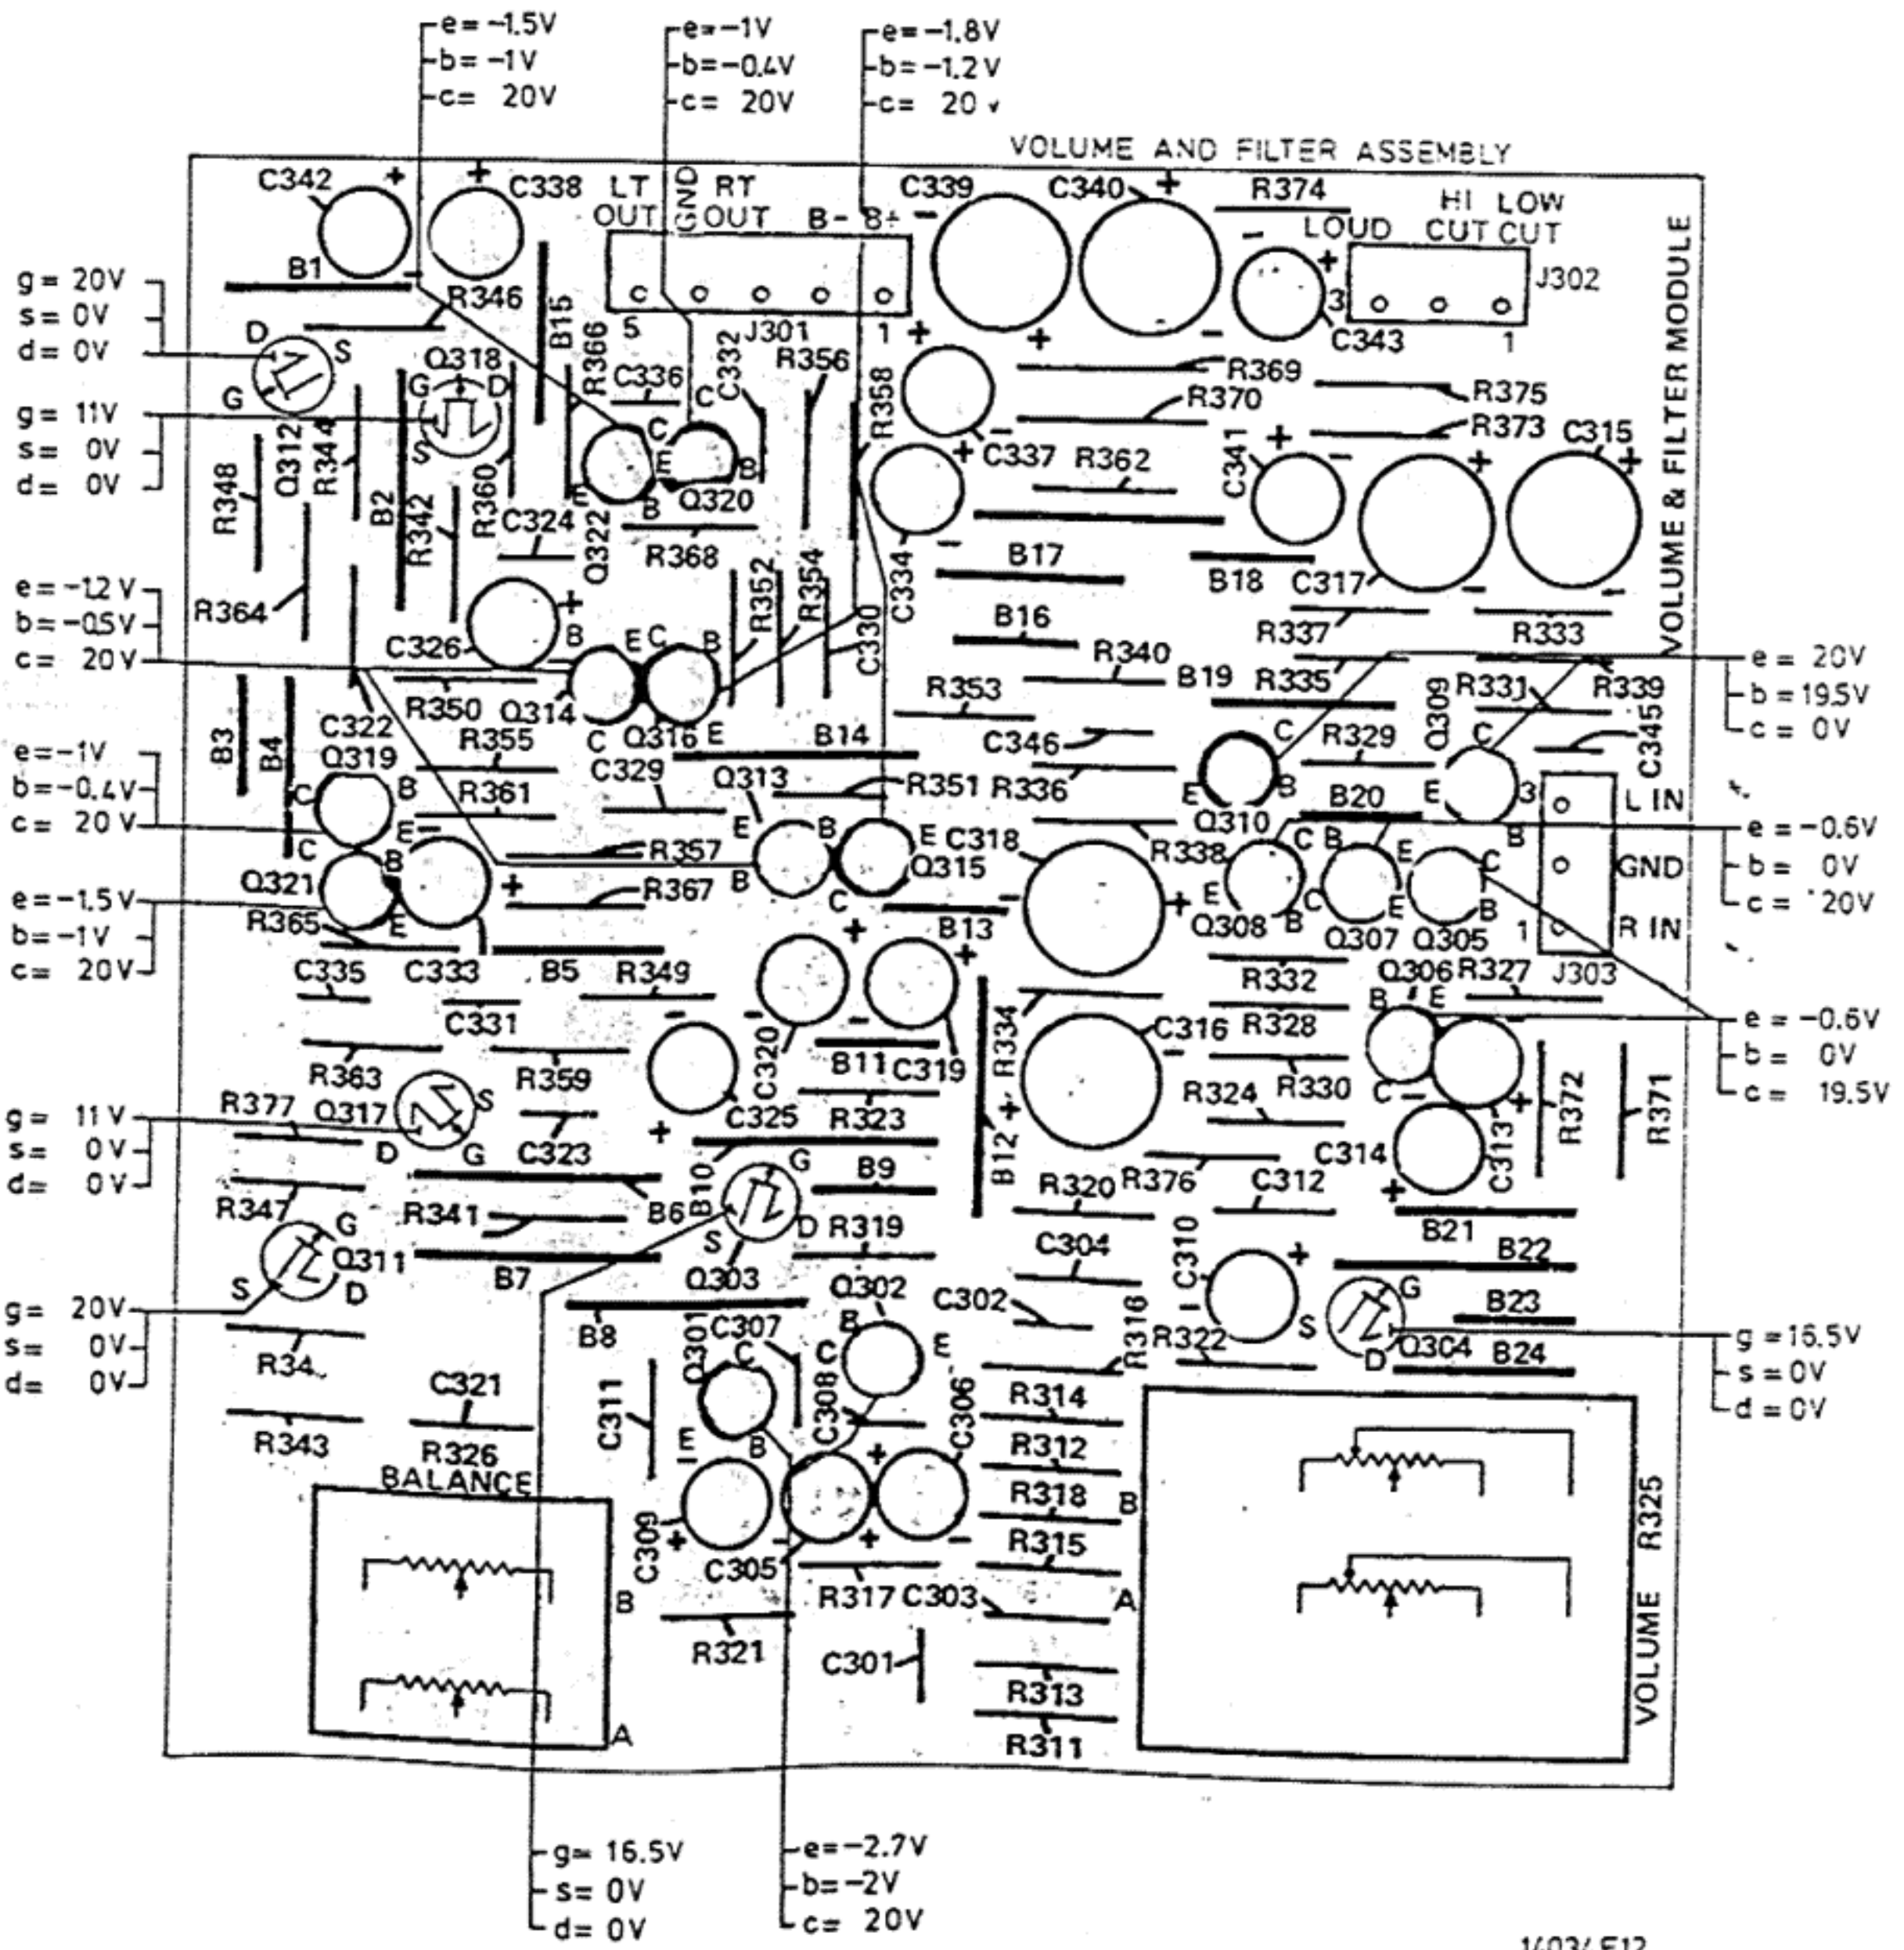 e=-1.5V
b=-1V
c= 20V
e=-1V
b=-0.4V
c= 20V
e=-1.8V
b=-1.2V
c= 20 v
VOLUME AND FILTER ASSEMBLY
VOLUME & FILTER MODULE
C342 + + C338 LT OUT GND RT OUT B- B+ - C339 C340 + R374 HI CUT LOW CUT LOUD
B1 - R346 B15 J301 5 1 + + - - + 3 C343 J302 1
g= 20V
s= 0V
d= 0V
D S G Q318 G D S R366 C336 C332 R356 R358 R369 R375
R370 R373 C315
g= 11V
s= 0V
d= 0V
R348 Q312 R344 B2 R342 R360 C324 C C E B E B Q322 Q320 R368 C337 - + R362 C341 + - + +
C334 - B17 B18 C317 - -
e=-1.2V
b=-0.5V
c= 20V
R364 C326 + B E C B R352 R354 C330 B16 R337 R333
R340 B19 R335 Q309 R331 R339
e= 20V
b=19.5V
c= 0V
B3 B4 C322 R350 Q314 C Q316 E B14 R353 C346 C R329 C C345
Q319 R355 C329 Q313 R351 R336 E B B20 E 3 L IN
e=-1V
b=-0.4V
c= 20V
C B R361 E - E B E C318 Q310 R338 C B E C B GND
e=-0.6V
b= 0V
c= 20V
C B Q321 + R357 R367 B C Q315 - + E Q308 B C Q307 E Q305 B 1 R IN
e=-1.5V
b=-1V
c= 20V
R365 E C335 C333 B5 R349 + + B13 R332 Q306 R327 J303
B E
e=-0.6V
b= 0V
c= 19.5V
C331 - - C320 - B11 C319 R334 C316 - R328 C - - +
R363 R359 C325 + R323 B12 + R324 R330 C314 C313 R372 R371
g= 11V
s= 0V
d= 0V
R377 Q317 S D G C323 B10 G B9 R320 R376 C312 +
R347 R341 B6 S D R319 C304 C310 + B21
G Q311 S D B7 Q303 Q302 C302 - G B22
g= 20V
s= 0V
d= 0V
B8 Q301 C307 B C E R316 R322 S D Q304 B23 B24
g=16.5V
s=0V
d=0V
R34 C321 C311 C C308 C306 R314
R343 R326 E B + R312
BALANCE - C309 + - + - R318 B
C305 R315
B R317 C303 A
R321 C301 R313
A R311
VOLUME R325
g= 16.5V
s= 0V
d= 0V
e=-2.7V
b=-2V
c= 20V